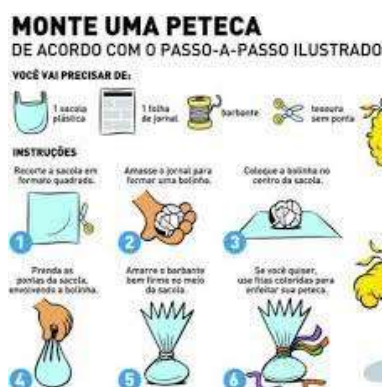 MONTE UMA PETECA
DE ACORDO COM O PASSO-A-PASSO ILUSTRADO
VOCÊ VAI PRECISAR DE:
1 sacola
plástica
1 folha
de jornal
barbante
tesoura
sem ponta
INSTRUÇÕES
Recorte a sacola em
formato quadrado.
1
Amasse o jornal para
formar uma bolinha.
2
Coloque a bolinha no
centro da sacola.
3
Prenda as
pontas da sacola,
envolvendo a bolinha.
4
Amarre o barbante
bem firme no meio
da sacola.
5
Se você quiser,
use fitas coloridas para
enfeitar sua peteca.
6